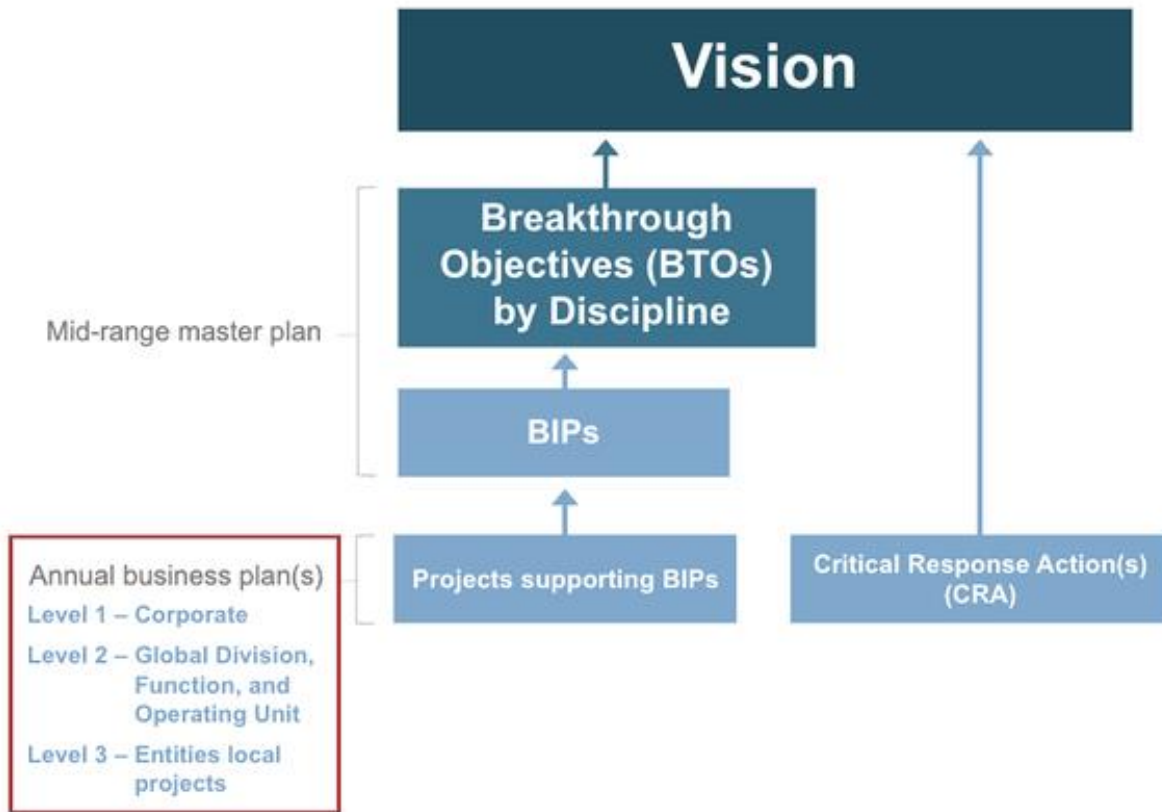 Vision
Breakthrough
Objectives (BTOs)
by Discipline
Mid-range master plan
BIPs
Annual business plan(s)
Level 1 – Corporate
Level 2 – Global Division,
Function, and
Operating Unit
Level 3 – Entities local
projects
Projects supporting BIPs
Critical Response Action(s)
(CRA)